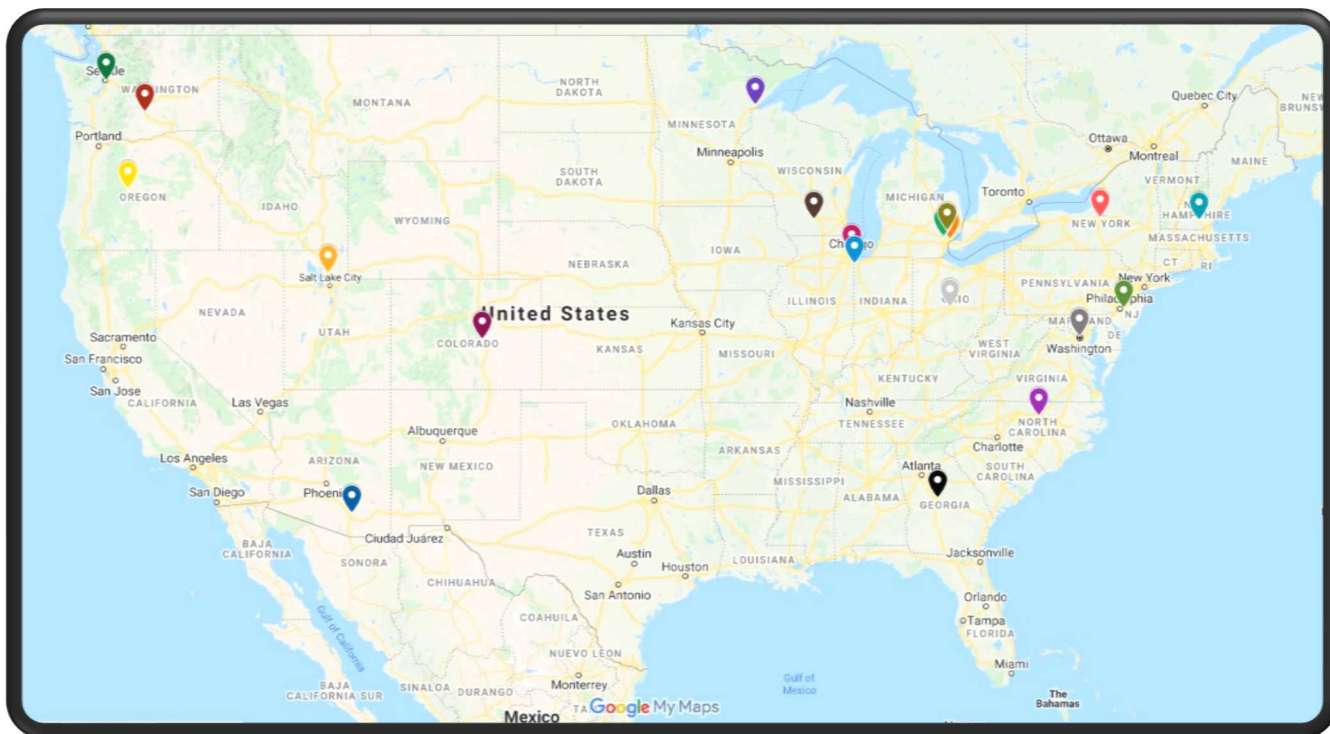 Quebec City
NEW
BRUNSW
NORTH
DAKOTA
MONTANA
WASHINGTON
Portland
Ottawa
Montreal
MINNESOTA
Minneapolis
MAINE
VERMONT
WISCONSIN
SOUTH
DAKOTA
MICHIGAN
Toronto
OREGON
IDAHO
WYOMING
NEW YORK
HAMPSHIRE
MASSACHUSETTS
IOWA
NEBRASKA
CT
RI
Salt Lake City
ILLINOIS
INDIANA
PENNSYLVANIA
New York
NEVADA
United States
NJ
Kansas City
UTAH
COLORADO
Sacramento
San Francisco
KANSAS
MISSOURI
WEST
VIRGINIA
Washington
DE
San Jose
CALIFORNIA
KENTUCKY
VIRGINIA
Las Vegas
Nashville
TENNESSEE
NORTH
CAROLINA
OKLAHOMA
Albuquerque
ARKANSAS
Charlotte
Los Angeles
ARIZONA
NEW MEXICO
Atlanta
SOUTH
CAROLINA
San Diego
MISSISSIPPI
ALABAMA
GEORGIA
Dallas
TEXAS
Ciudad Juárez
BAJA
CALIFORNIA
SONORA
Austin
Houston
LOUISIANA
Jacksonville
CHIHUAHUA
San Antonio
Orlando
Tampa
FLORIDA
COAHUILA
Gulf of
California
NUEVO LEÓN
Miami
BAJA
CALIFORNIA SUR
SINALOA
DURANGO
Monterrey
Gulf of
Mexico
The
Bahamas
Google My Maps
Mexico